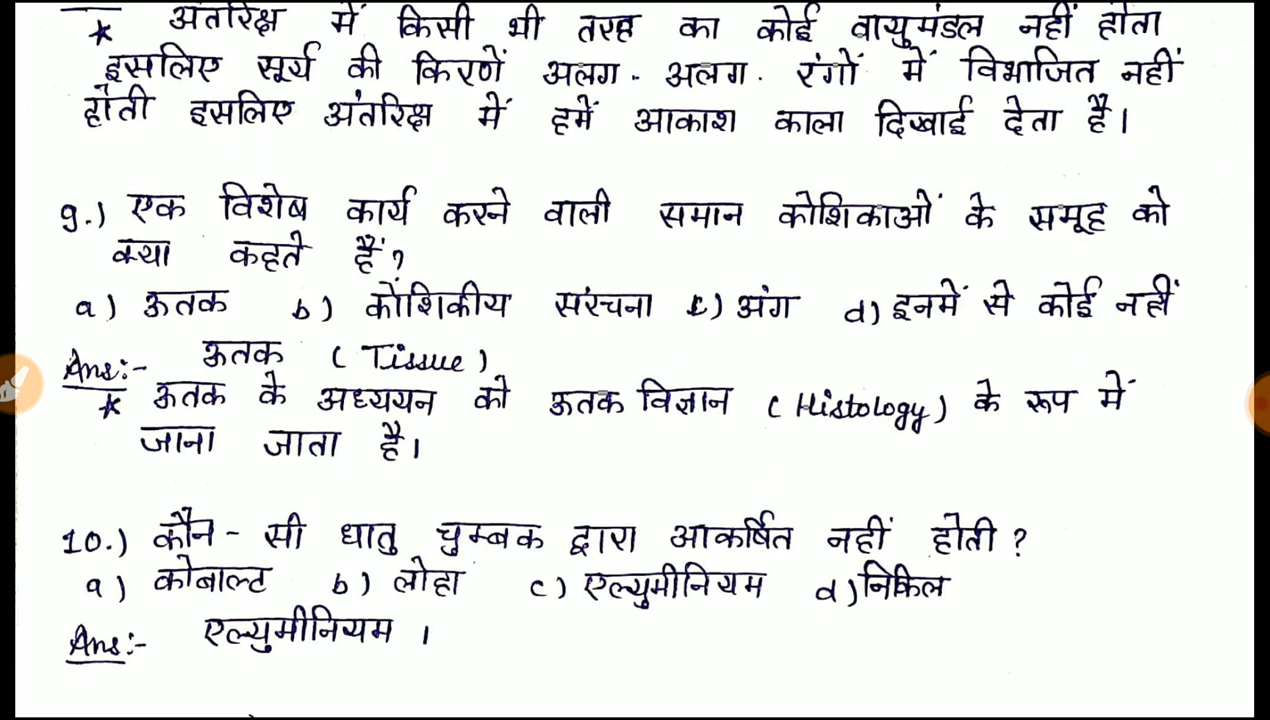 * अंतरिक्ष में किसी भी तरह का कोई वायुमंडल नहीं होता
इसलिए सूर्य की किरणें अलग - अलग - रंगों में विभाजित नहीं
होती इसलिए अंतरिक्ष में हमें आकाश काला दिखाई देता है।
9.) एक विशेष कार्य करने वाली समान कोशिकाओं के समूह को
क्या कहते हैं?
a) ऊतक b) कोशिकीय संरचना c) अंग d) इनमें से कोई नहीं
Ans:- ऊतक (Tissue)
* ऊतक के अध्ययन को ऊतक विज्ञान (Histology) के रूप में
जाना जाता है।
10.) कौन - सी धातु चुम्बक द्वारा आकर्षित नहीं होती?
a) कोबाल्ट b) लोहा c) एल्युमीनियम d) निकिल
Ans:- एल्युमीनियम ।